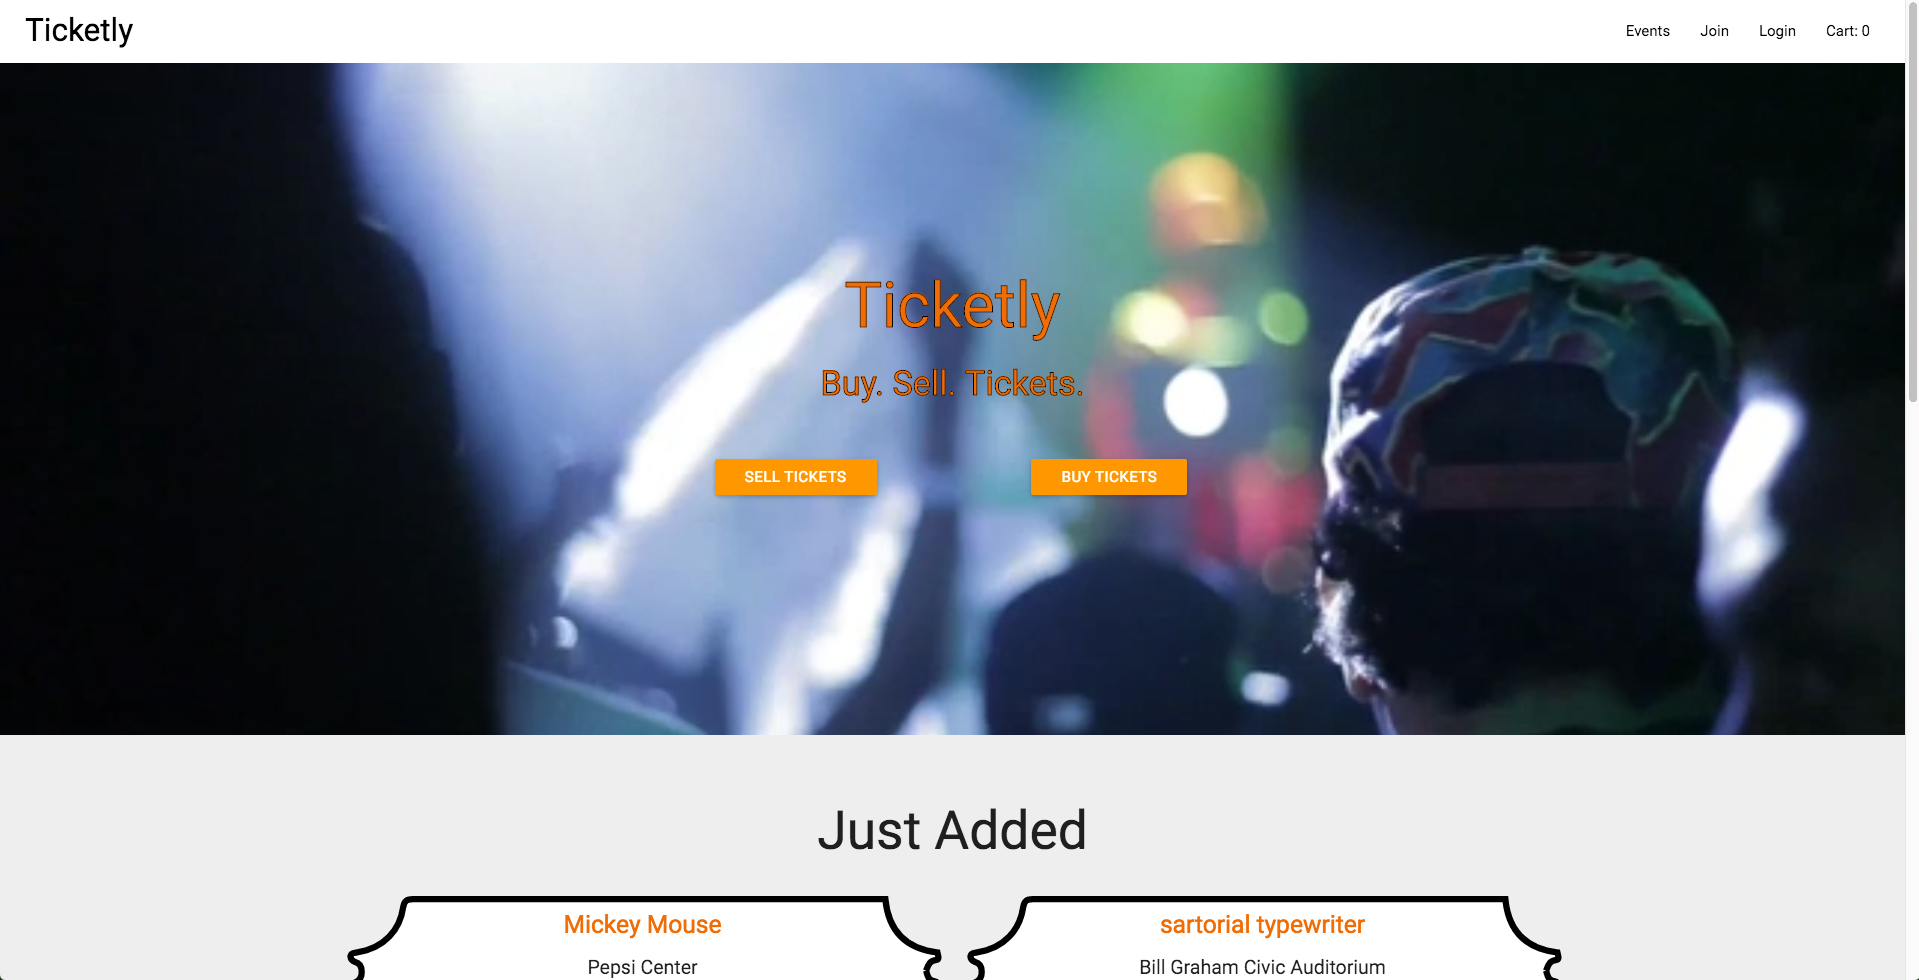 Ticketly
Events Join Login Cart: 0
Ticketly
Buy. Sell. Tickets.
SELL TICKETS
BUY TICKETS
Just Added
Mickey Mouse
Pepsi Center
sartorial typewriter
Bill Graham Civic Auditorium